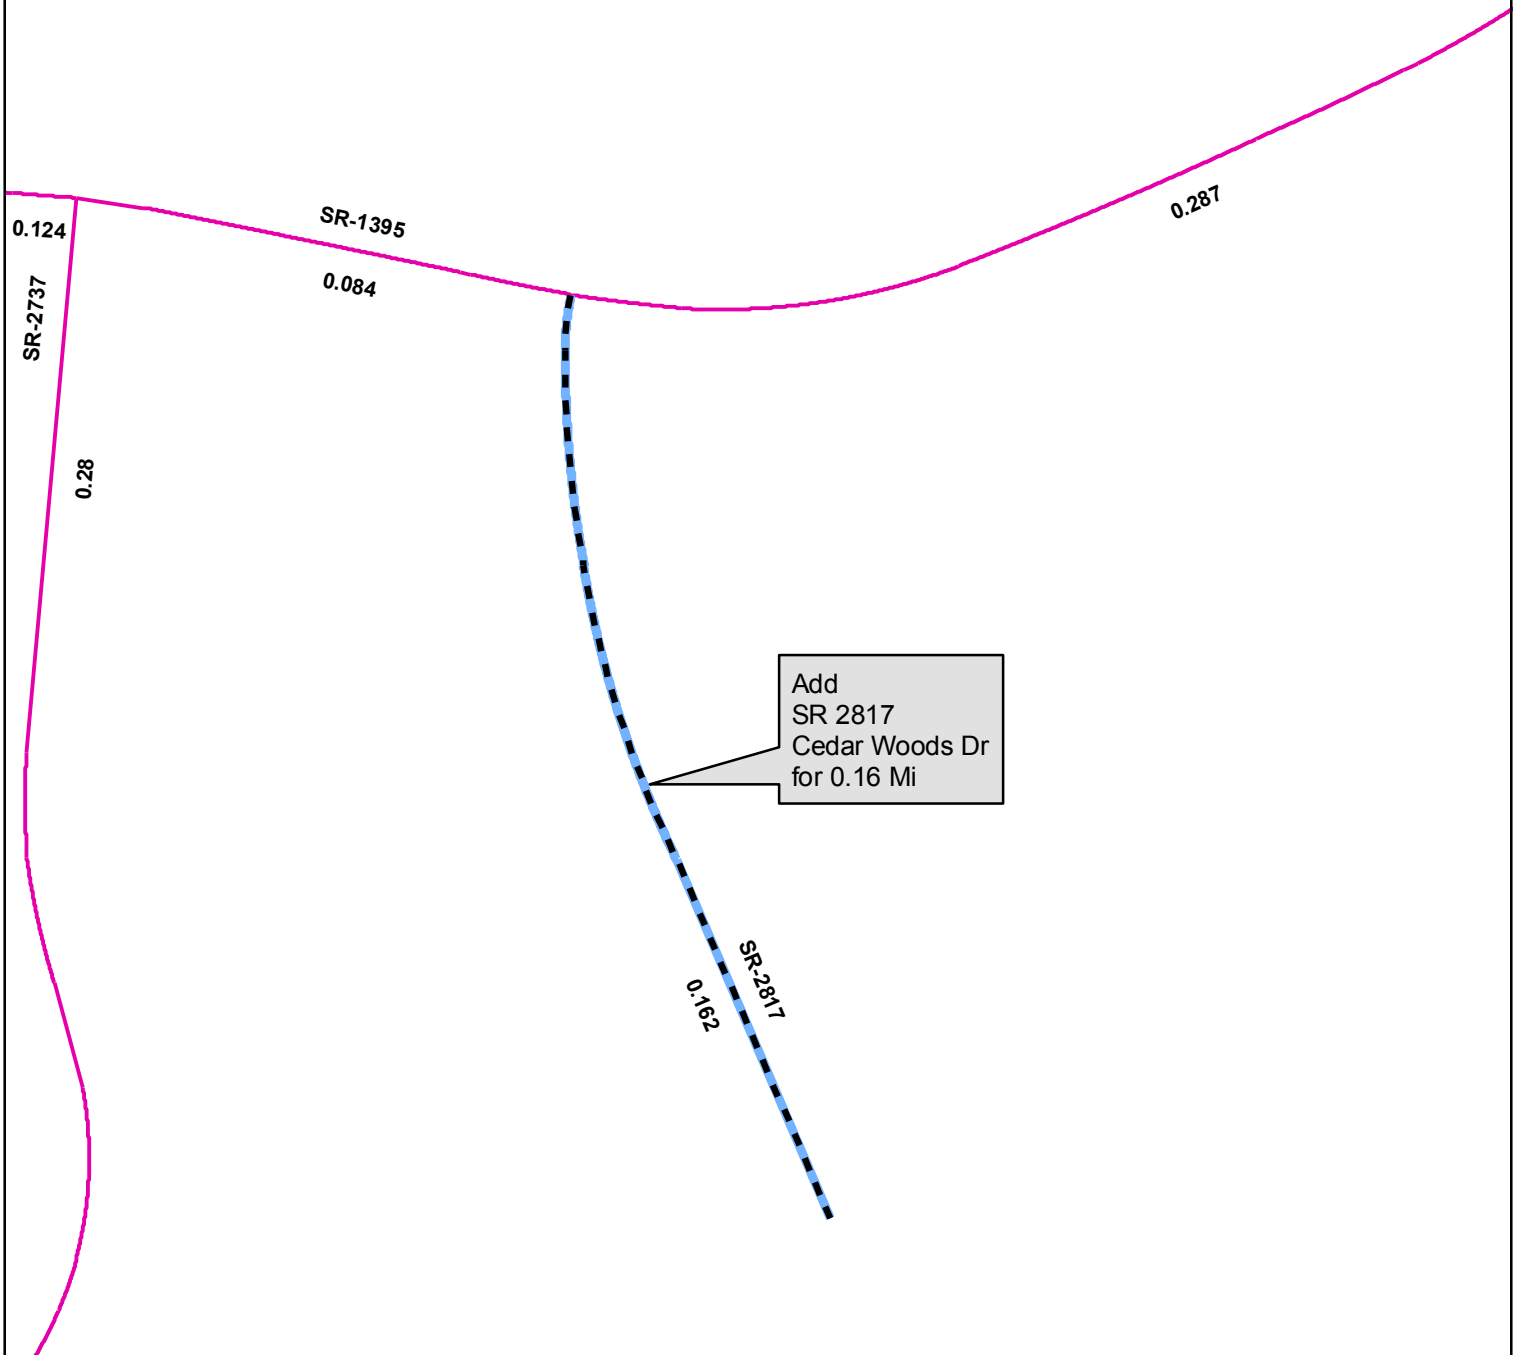 0.287
SR-1395
0.124
0.084
SR-2737
0.28
Add
SR 2817
Cedar Woods Dr
for 0.16 Mi
SR-2817
0.162